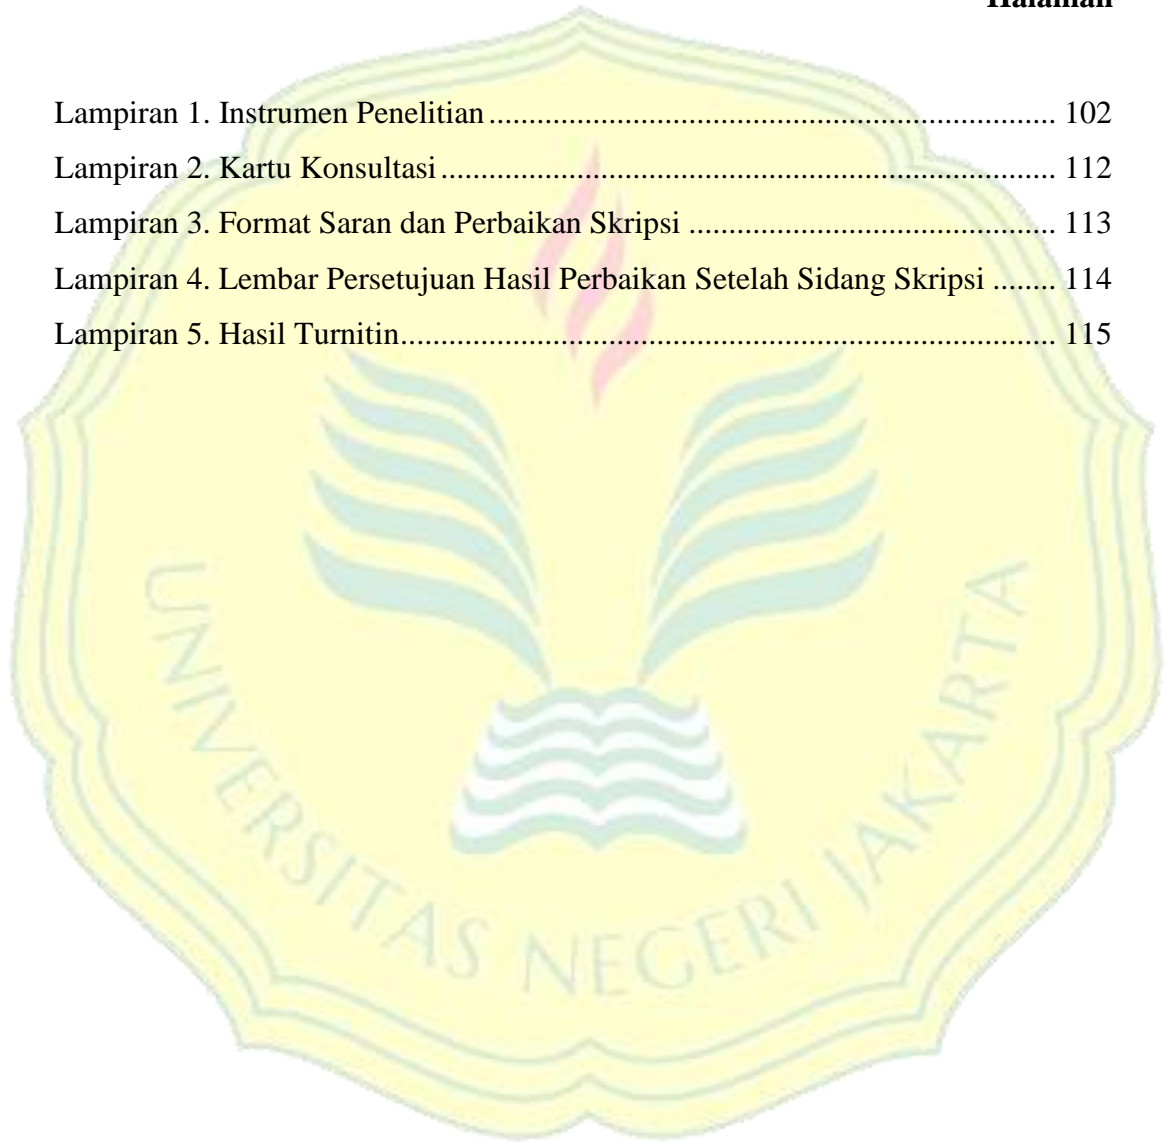 Halaman
Lampiran 1. Instrumen Penelitian ....................................................................... 102
Lampiran 2. Kartu Konsultasi ............................................................................. 112
Lampiran 3. Format Saran dan Perbaikan Skripsi .............................................. 113
Lampiran 4. Lembar Persetujuan Hasil Perbaikan Setelah Sidang Skripsi ........ 114
Lampiran 5. Hasil Turnitin.................................................................................. 115
UNIVERSITAS NEGERI JAKARTA